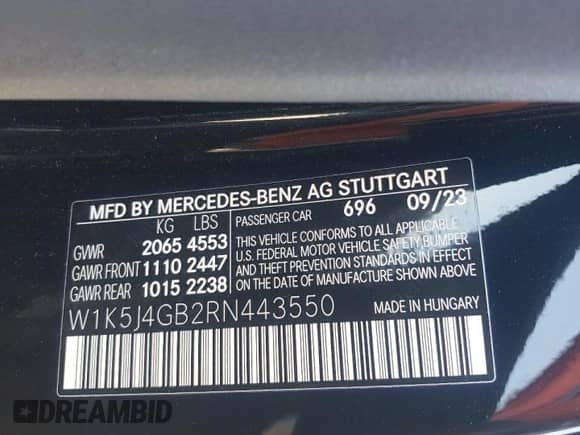 MFD BY MERCEDES-BENZ AG STUTTGART
KG LBS
PASSENGER CAR 696 09/23
GVWR 2065 4553
GAWR FRONT 1110 2447
GAWR REAR 1015 2238
THIS VEHICLE CONFORMS TO ALL APPLICABLE
U.S. FEDERAL MOTOR VEHICLE SAFETY BUMPER
AND THEFT PREVENTION STANDARDS IN EFFECT
ON THE DATE OF MANUFACTURE SHOWN ABOVE
W1K5J4GB2RN443550
MADE IN HUNGARY
DREAMBID